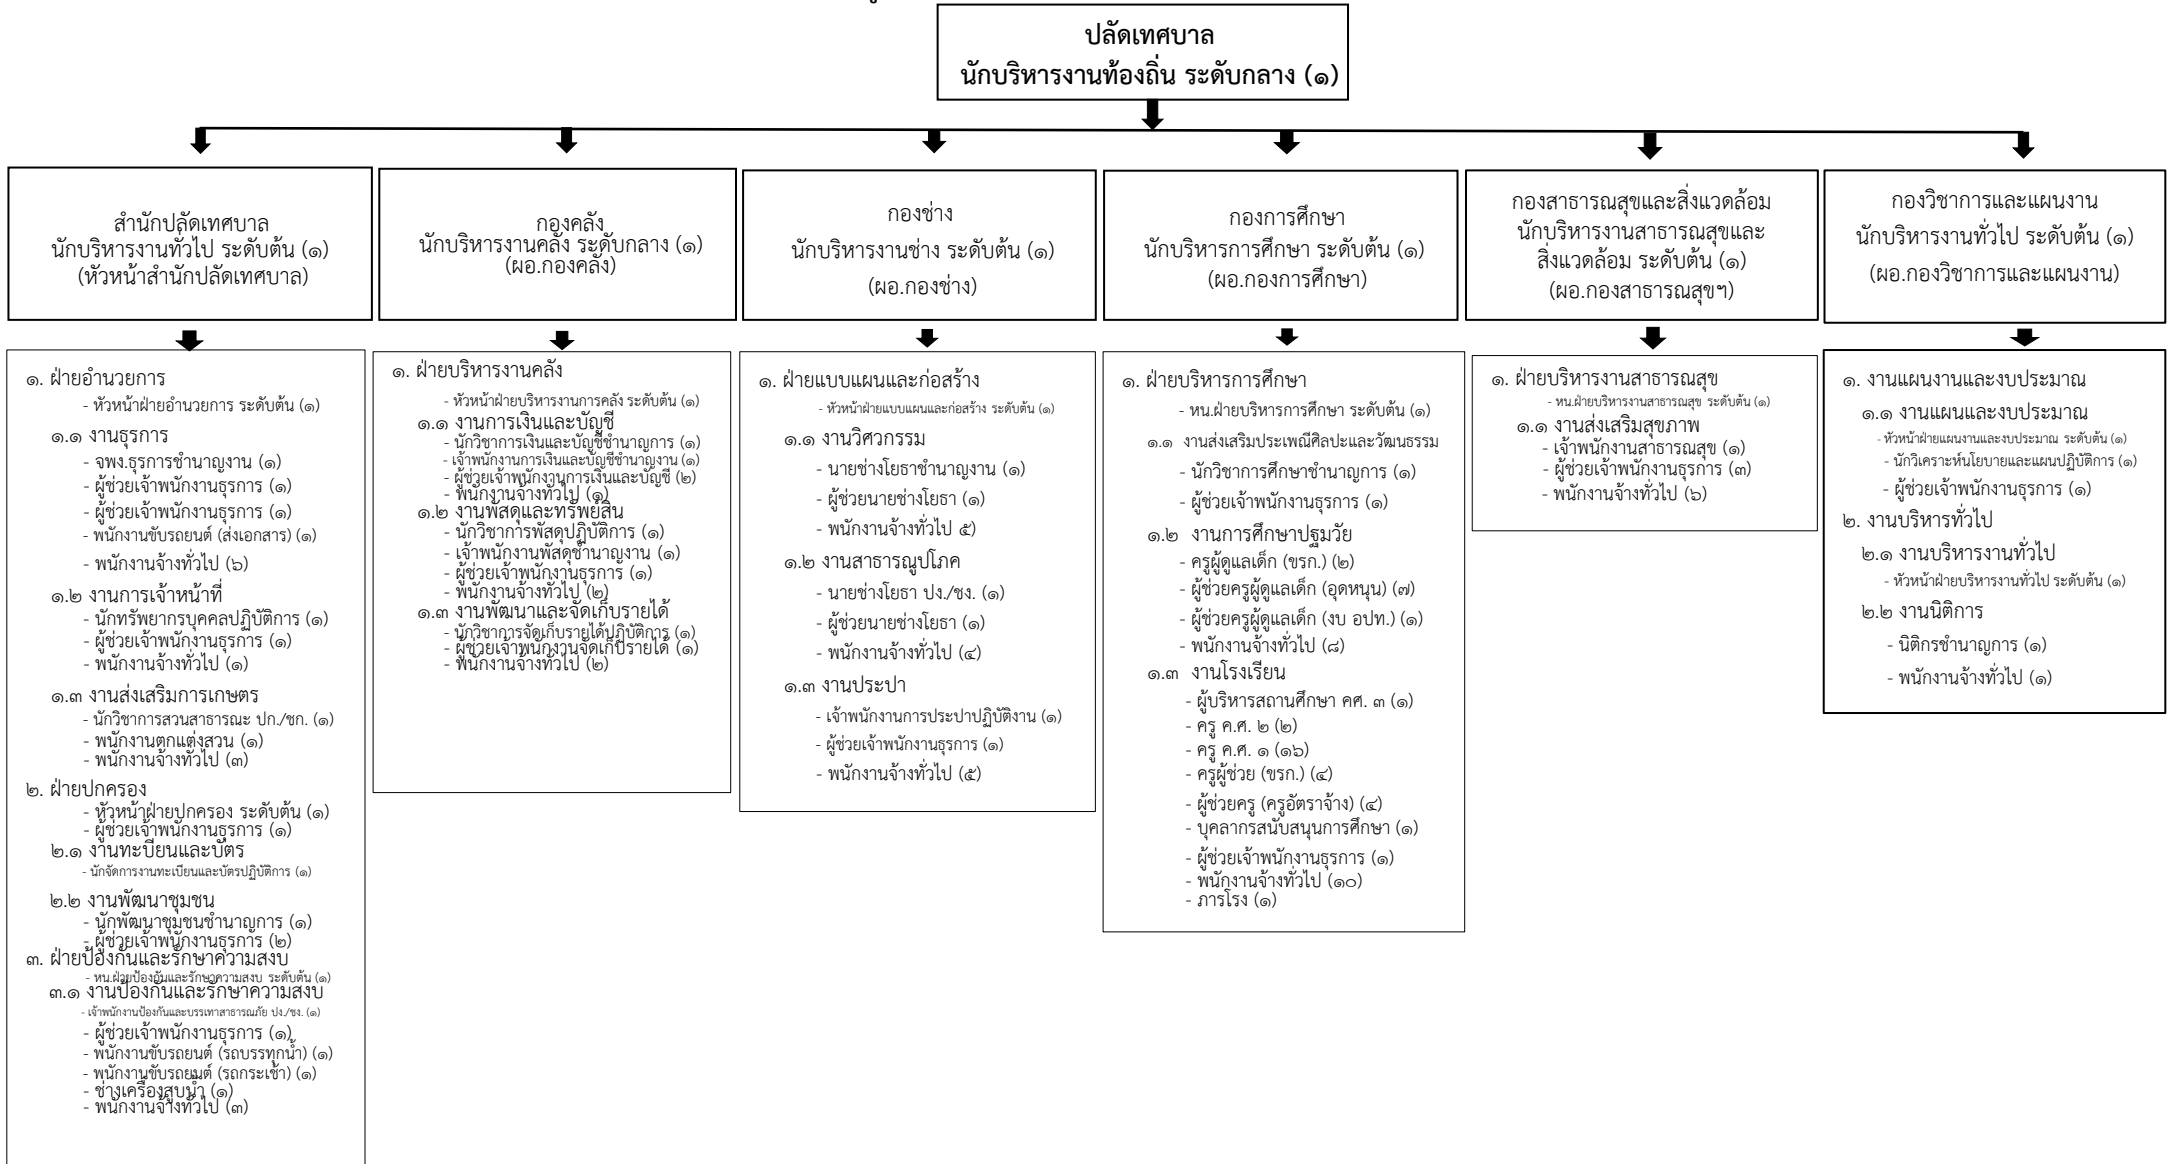 ปลัดเทศบาล
นักบริหารงานท้องถิ่น ระดับกลาง (๑)
สำนักปลัดเทศบาล
นักบริหารงานทั่วไป ระดับต้น (๑)
(หัวหน้าสำนักปลัดเทศบาล)
กองคลัง
นักบริหารงานคลัง ระดับกลาง (๑)
(ผอ.กองคลัง)
กองช่าง
นักบริหารงานช่าง ระดับต้น (๑)
(ผอ.กองช่าง)
กองการศึกษา
นักบริหารการศึกษา ระดับต้น (๑)
(ผอ.กองการศึกษา)
กองสาธารณสุขและสิ่งแวดล้อม
นักบริหารงานสาธารณสุขและ
สิ่งแวดล้อม ระดับต้น (๑)
(ผอ.กองสาธารณสุขฯ)
กองวิชาการและแผนงาน
นักบริหารงานทั่วไป ระดับต้น (๑)
(ผอ.กองวิชาการและแผนงาน)
๑. ฝ่ายอำนวยการ
- หัวหน้าฝ่ายอำนวยการ ระดับต้น (๑)
๑.๑ งานธุรการ
- จพง.ธุรการชำนาญงาน (๑)
- ผู้ช่วยเจ้าพนักงานธุรการ (๑)
- ผู้ช่วยเจ้าพนักงานธุรการ (๑)
- พนักงานขับรถยนต์ (ส่งเอกสาร) (๑)
- พนักงานจ้างทั่วไป (๖)
๑.๒ งานการเจ้าหน้าที่
- นักทรัพยากรบุคคลปฏิบัติการ (๑)
- ผู้ช่วยเจ้าพนักงานธุรการ (๑)
- พนักงานจ้างทั่วไป (๑)
๑.๓ งานส่งเสริมการเกษตร
- นักวิชาการสวนสาธารณะ ปก./ชก. (๑)
- พนักงานตกแต่งสวน (๑)
- พนักงานจ้างทั่วไป (๓)
๒. ฝ่ายปกครอง
- หัวหน้าฝ่ายปกครอง ระดับต้น (๑)
- ผู้ช่วยเจ้าพนักงานธุรการ (๑)
๒.๑ งานทะบียนและบัตร
- นักจัดการงานทะเบียนและบัตรปฏิบัติการ (๑)
๒.๒ งานพัฒนาชุมชน
- นักพัฒนาชุมชนชำนาญการ (๑)
- ผู้ช่วยเจ้าพนักงานธุรการ (๒)
๓. ฝ่ายป้องกันและรักษาความสงบ
- หน.ฝ่ายป้องกันและรักษาความสงบ ระดับต้น (๑)
๓.๑ งานป้องกันและรักษาความสงบ
- เจ้าพนักงานป้องกันและบรรเทาสาธารณภัย ปง./ชง. (๑)
- ผู้ช่วยเจ้าพนักงานธุรการ (๑)
- พนักงานขับรถยนต์ (รถบรรทุกน้ำ) (๑)
- พนักงานขับรถยนต์ (รถกระเช้า) (๑)
- ช่างเครื่องสูบน้ำ (๑)
- พนักงานจ้างทั่วไป (๓)
๑. ฝ่ายบริหารงานคลัง
- หัวหน้าฝ่ายบริหารงานการคลัง ระดับต้น (๑)
๑.๑ งานการเงินและบัญชี
- นักวิชาการเงินและบัญชีชำนาญการ (๑)
- เจ้าพนักงานการเงินและบัญชีชำนาญงาน (๑)
- ผู้ช่วยเจ้าพนักงานการเงินและบัญชี (๒)
- พนักงานจ้างทั่วไป (๑)
๑.๒ งานพัสดุและทรัพย์สิน
- นักวิชาการพัสดุปฏิบัติการ (๑)
- เจ้าพนักงานพัสดุชำนาญงาน (๑)
- ผู้ช่วยเจ้าพนักงานธุรการ (๑)
- พนักงานจ้างทั่วไป (๒)
๑.๓ งานพัฒนาและจัดเก็บรายได้
- นักวิชาการจัดเก็บรายได้ปฏิบัติการ (๑)
- ผู้ช่วยเจ้าพนักงานจัดเก็บรายได้ (๑)
- พนักงานจ้างทั่วไป (๒)
๑. ฝ่ายแบบแผนและก่อสร้าง
- หัวหน้าฝ่ายแบบแผนและก่อสร้าง ระดับต้น (๑)
๑.๑ งานวิศวกรรม
- นายช่างโยธาชำนาญงาน (๑)
- ผู้ช่วยนายช่างโยธา (๑)
- พนักงานจ้างทั่วไป ๕)
๑.๒ งานสาธารณูปโภค
- นายช่างโยธา ปง./ชง. (๑)
- ผู้ช่วยนายช่างโยธา (๑)
- พนักงานจ้างทั่วไป (๔)
๑.๓ งานประปา
- เจ้าพนักงานการประปาปฏิบัติงาน (๑)
- ผู้ช่วยเจ้าพนักงานธุรการ (๑)
- พนักงานจ้างทั่วไป (๕)
๑. ฝ่ายบริหารการศึกษา
- หน.ฝ่ายบริหารการศึกษา ระดับต้น (๑)
๑.๑ งานส่งเสริมประเพณีศิลปะและวัฒนธรรม
- นักวิชาการศึกษาชำนาญการ (๑)
- ผู้ช่วยเจ้าพนักงานธุรการ (๑)
๑.๒ งานการศึกษาปฐมวัย
- ครูผู้ดูแลเด็ก (ขรก.) (๒)
- ผู้ช่วยครูผู้ดูแลเด็ก (อุดหนุน) (๗)
- ผู้ช่วยครูผู้ดูแลเด็ก (งบ อปท.) (๑)
- พนักงานจ้างทั่วไป (๘)
๑.๓ งานโรงเรียน
- ผู้บริหารสถานศึกษา คศ. ๓ (๑)
- ครู ค.ศ. ๒ (๒)
- ครู ค.ศ. ๑ (๑๖)
- ครูผู้ช่วย (ขรก.) (๔)
- ผู้ช่วยครู (ครูอัตราจ้าง) (๔)
- บุคลากรสนับสนุนการศึกษา (๑)
- ผู้ช่วยเจ้าพนักงานธุรการ (๑)
- พนักงานจ้างทั่วไป (๑๐)
- ภารโรง (๑)
๑. ฝ่ายบริหารงานสาธารณสุข
- หน.ฝ่ายบริหารงานสาธารณสุข ระดับต้น (๑)
๑.๑ งานส่งเสริมสุขภาพ
- เจ้าพนักงานสาธารณสุข (๑)
- ผู้ช่วยเจ้าพนักงานธุรการ (๓)
- พนักงานจ้างทั่วไป (๖)
๑. งานแผนงานและงบประมาณ
๑.๑ งานแผนและงบประมาณ
- หัวหน้าฝ่ายแผนงานและงบประมาณ ระดับต้น (๑)
- นักวิเคราะห์นโยบายและแผนปฏิบัติการ (๑)
- ผู้ช่วยเจ้าพนักงานธุรการ (๑)
๒. งานบริหารทั่วไป
๒.๑ งานบริหารงานทั่วไป
- หัวหน้าฝ่ายบริหารงานทั่วไป ระดับต้น (๑)
๒.๒ งานนิติการ
- นิติกรชำนาญการ (๑)
- พนักงานจ้างทั่วไป (๑)